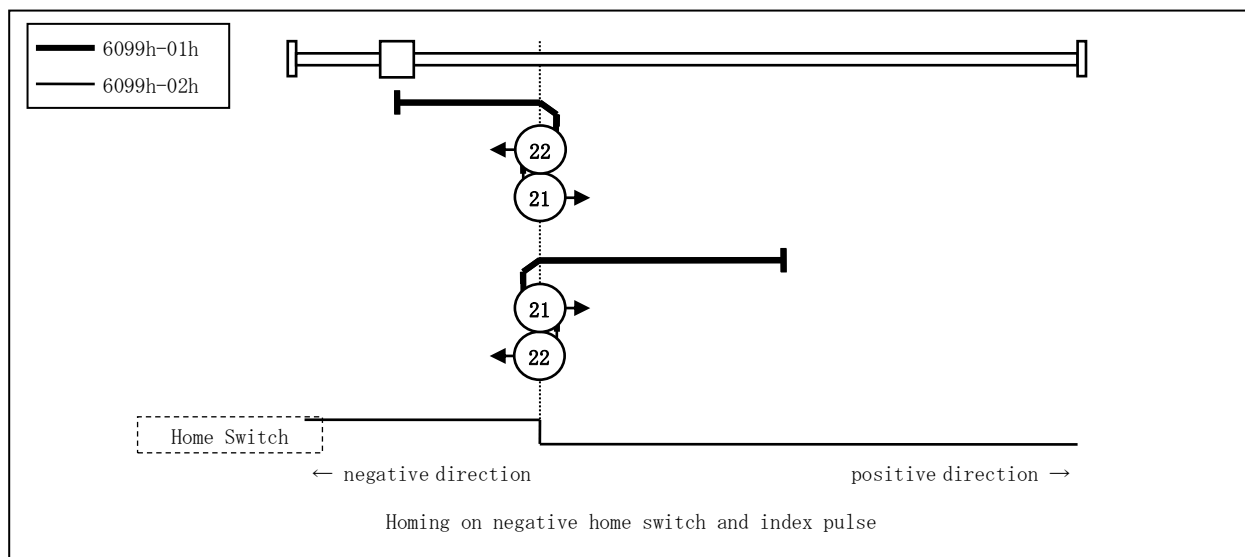 6099h-01h
6099h-02h
22
21
21
22
Home Switch
← negative direction
positive direction →
Homing on negative home switch and index pulse